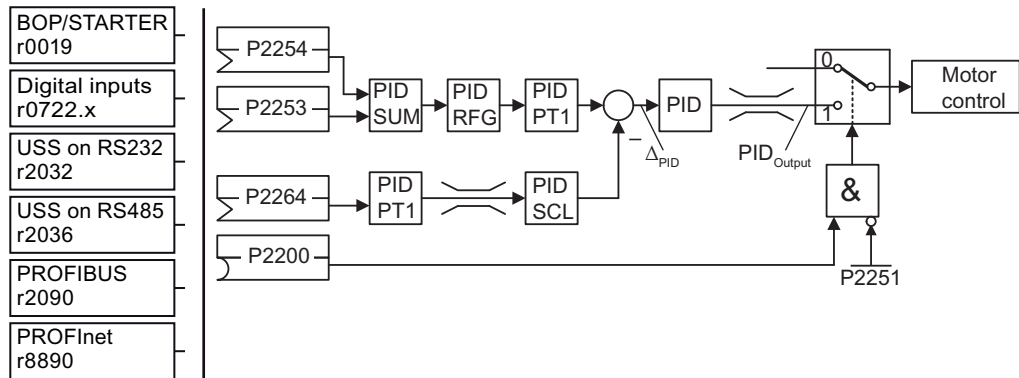 BOP/STARTER
r0019
Digital inputs
r0722.x
USS on RS232
r2032
USS on RS485
r2036
PROFIBUS
r2090
PROFInet
r8890
P2254
P2253
P2264
P2200
PID
SUM
PID
RFG
PID
PT1
PID
PT1
PID
SCL
−
ΔPID
PID
PIDOutput
0
1
Motor
control
&
P2251